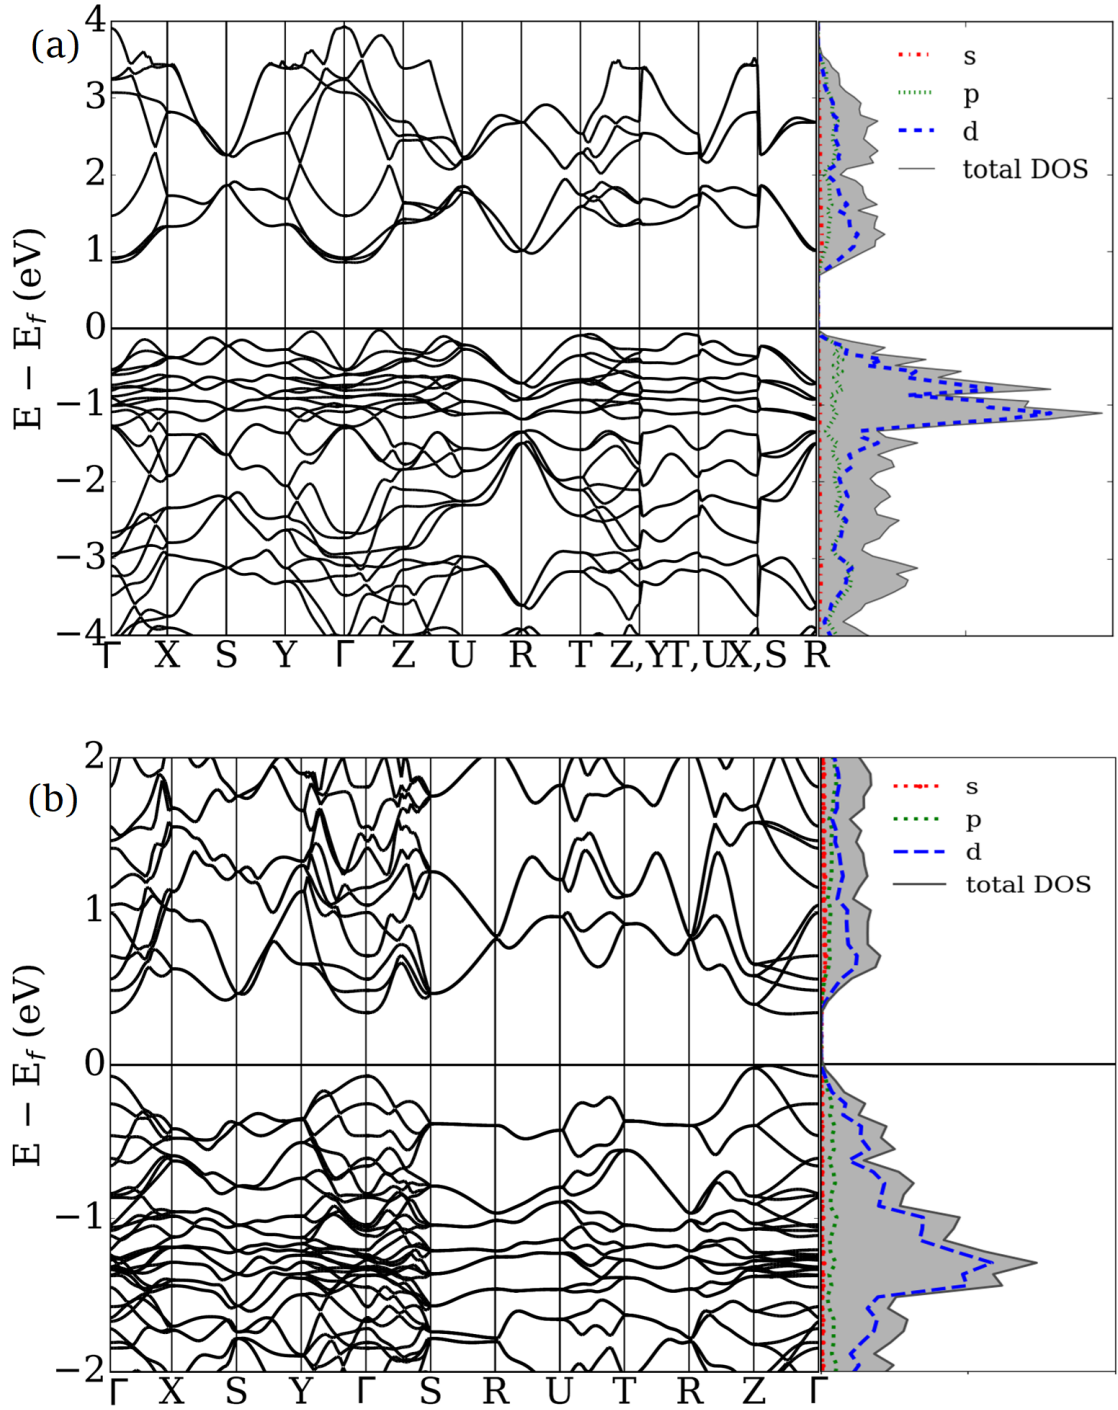 (a)
4
3
2
1
0
−1
−2
−3
−4
E − E_f (eV)
s
p
d
total DOS
Γ X S Y Γ Z U R T Z,YT,UX,S R
(b)
2
1
0
−1
−2
E − E_f (eV)
s
p
d
total DOS
Γ X S Y Γ S R U T R Z Γ